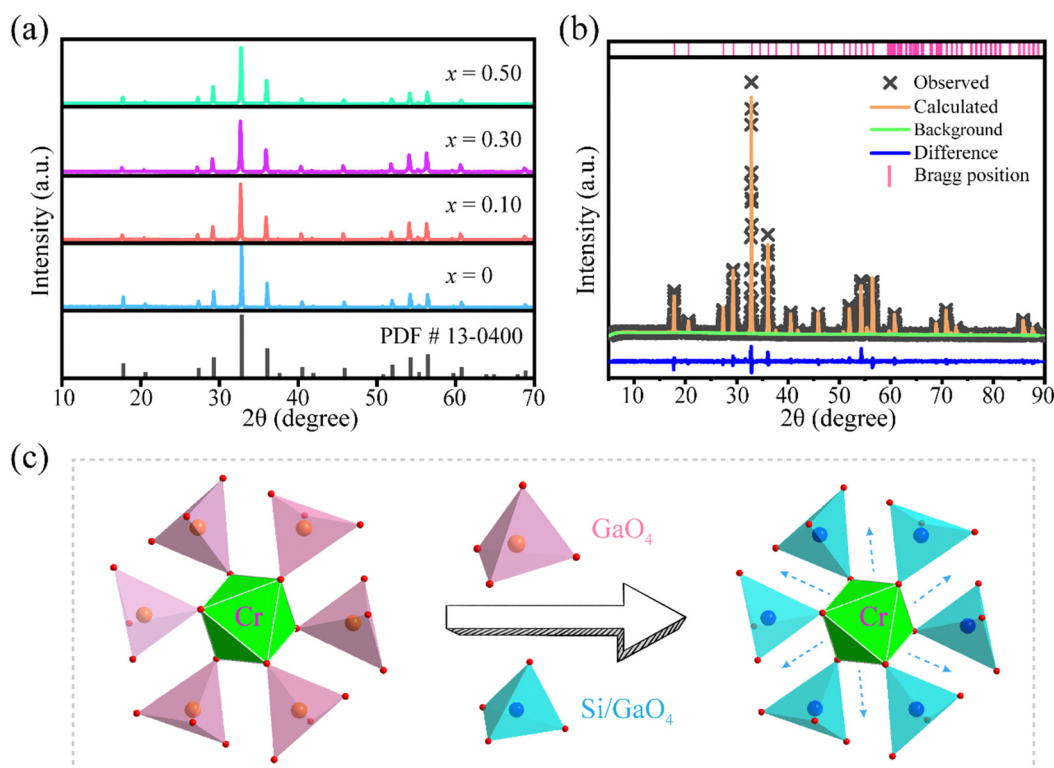 (a)
x = 0.50
x = 0.30
x = 0.10
x = 0
PDF # 13-0400
Intensity (a.u.)
10 20 30 40 50 60 70
2θ (degree)
(b)
Observed
Calculated
Background
Difference
Bragg position
Intensity (a.u.)
10 20 30 40 50 60 70 80 90
2θ (degree)
(c)
Cr
GaO4
Si/GaO4
Cr